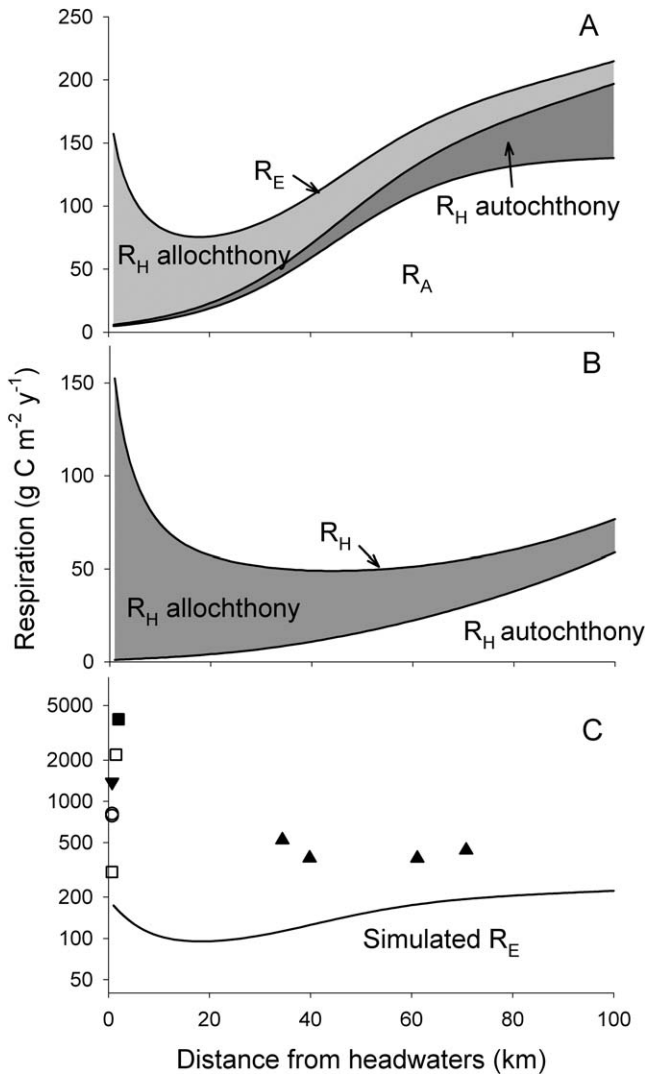 A
250
200
150
100
50
0
R_E
R_H autochthony
R_H allochthony
R_A
B
150
100
50
0
R_H
R_H allochthony
R_H autochthony
Respiration (g C m⁻² y⁻¹)
C
5000
2000
1000
500
200
100
50
Simulated R_E
0 20 40 60 80 100
Distance from headwaters (km)